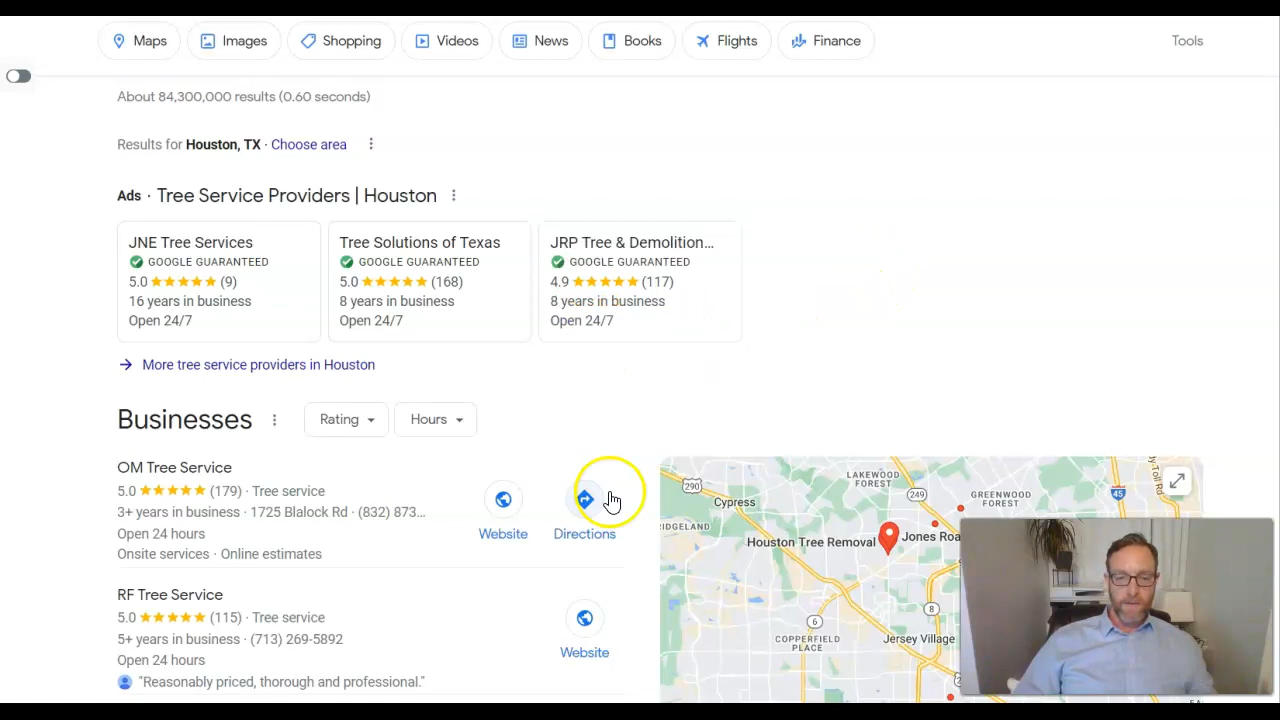 Maps
Images
Shopping
Videos
News
Books
Flights
Finance
Tools
About 84,300,000 results (0.60 seconds)
Results for Houston, TX · Choose area
Ads · Tree Service Providers | Houston
JNE Tree Services
GOOGLE GUARANTEED
5.0 (9)
16 years in business
Open 24/7
Tree Solutions of Texas
GOOGLE GUARANTEED
5.0 (168)
8 years in business
Open 24/7
JRP Tree & Demolition...
GOOGLE GUARANTEED
4.9 (117)
8 years in business
Open 24/7
More tree service providers in Houston
Businesses
Rating
Hours
OM Tree Service
5.0 (179) · Tree service
3+ years in business · 1725 Blalock Rd · (832) 873...
Open 24 hours
Onsite services · Online estimates
Website
Directions
RF Tree Service
5.0 (115) · Tree service
5+ years in business · (713) 269-5892
Open 24 hours
"Reasonably priced, thorough and professional."
Website
290
Cypress
LAKEWOOD
FOREST
249
GREENWOOD
FOREST
45
RIDGELAND
Houston Tree Removal
Jones Roa
6
8
COPPERFIELD
PLACE
Jersey Village